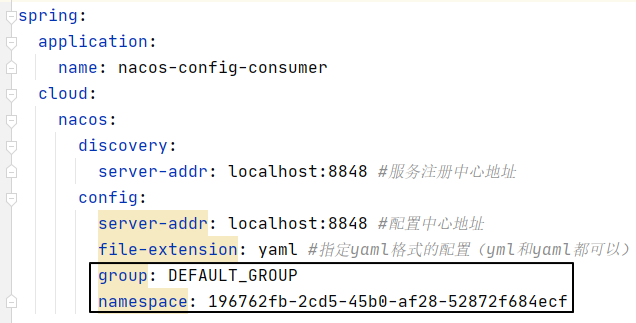 spring:
  application:
    name: nacos-config-consumer
  cloud:
    nacos:
      discovery:
        server-addr: localhost:8848 #服务注册中心地址
      config:
        server-addr: localhost:8848 #配置中心地址
        file-extension: yaml #指定yaml格式的配置（yml和yaml都可以）
        group: DEFAULT_GROUP
        namespace: 196762fb-2cd5-45b0-af28-52872f684ecf